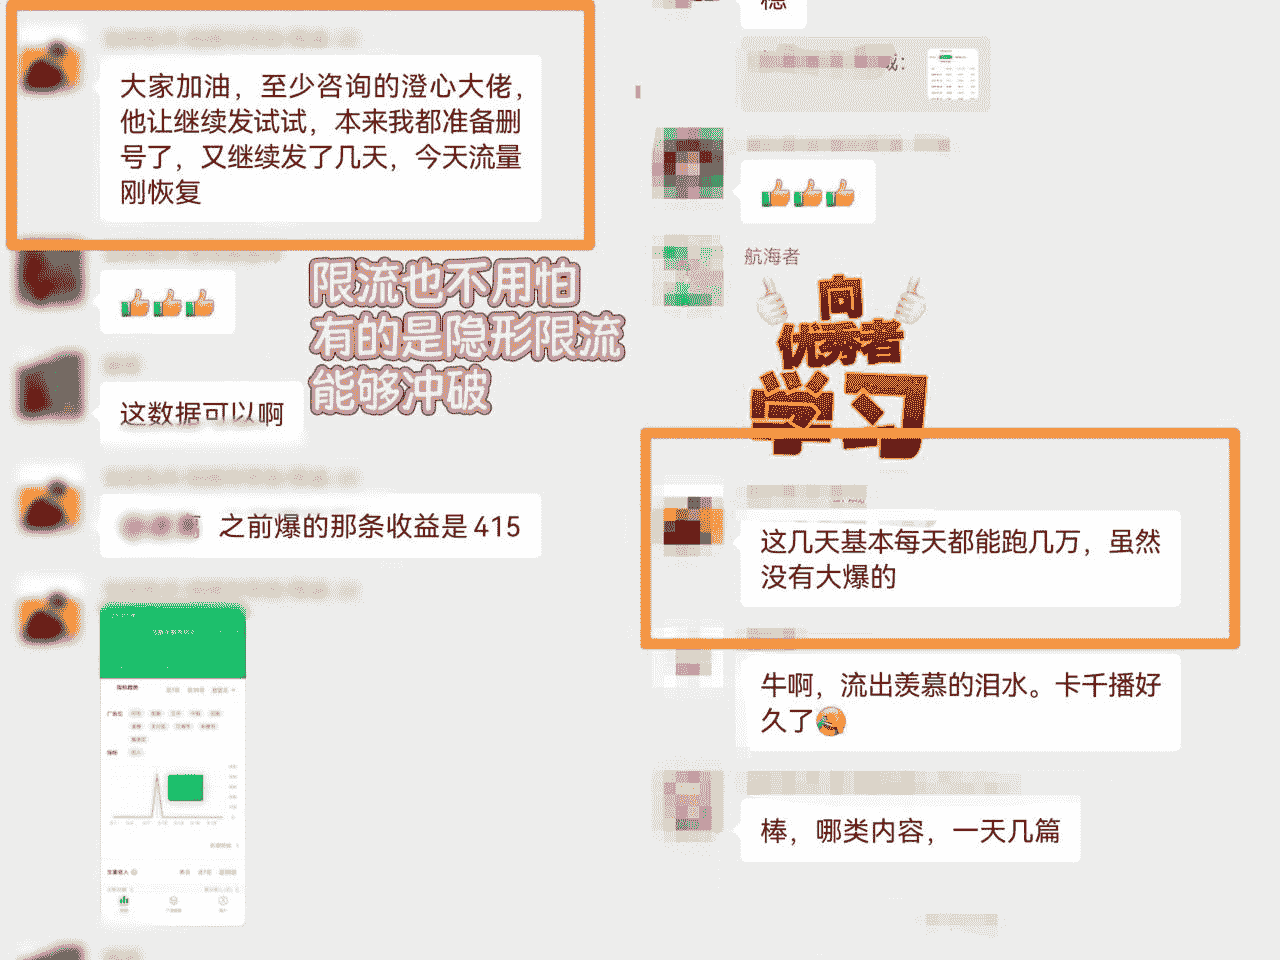 大家加油，至少咨询的澄心大佬，
他让继续发试试，本来我都准备删
号了，又继续发了几天，今天流量
刚恢复
限流也不用怕
有的是隐形限流
能够冲破
这数据可以啊
之前爆的那条收益是 415
穏
航海者
向
优秀者
学习
这几天基本每天都能跑几万，虽然
没有大爆的
牛啊，流出羡慕的泪水。卡千播好
久了
棒，哪类内容，一天几篇